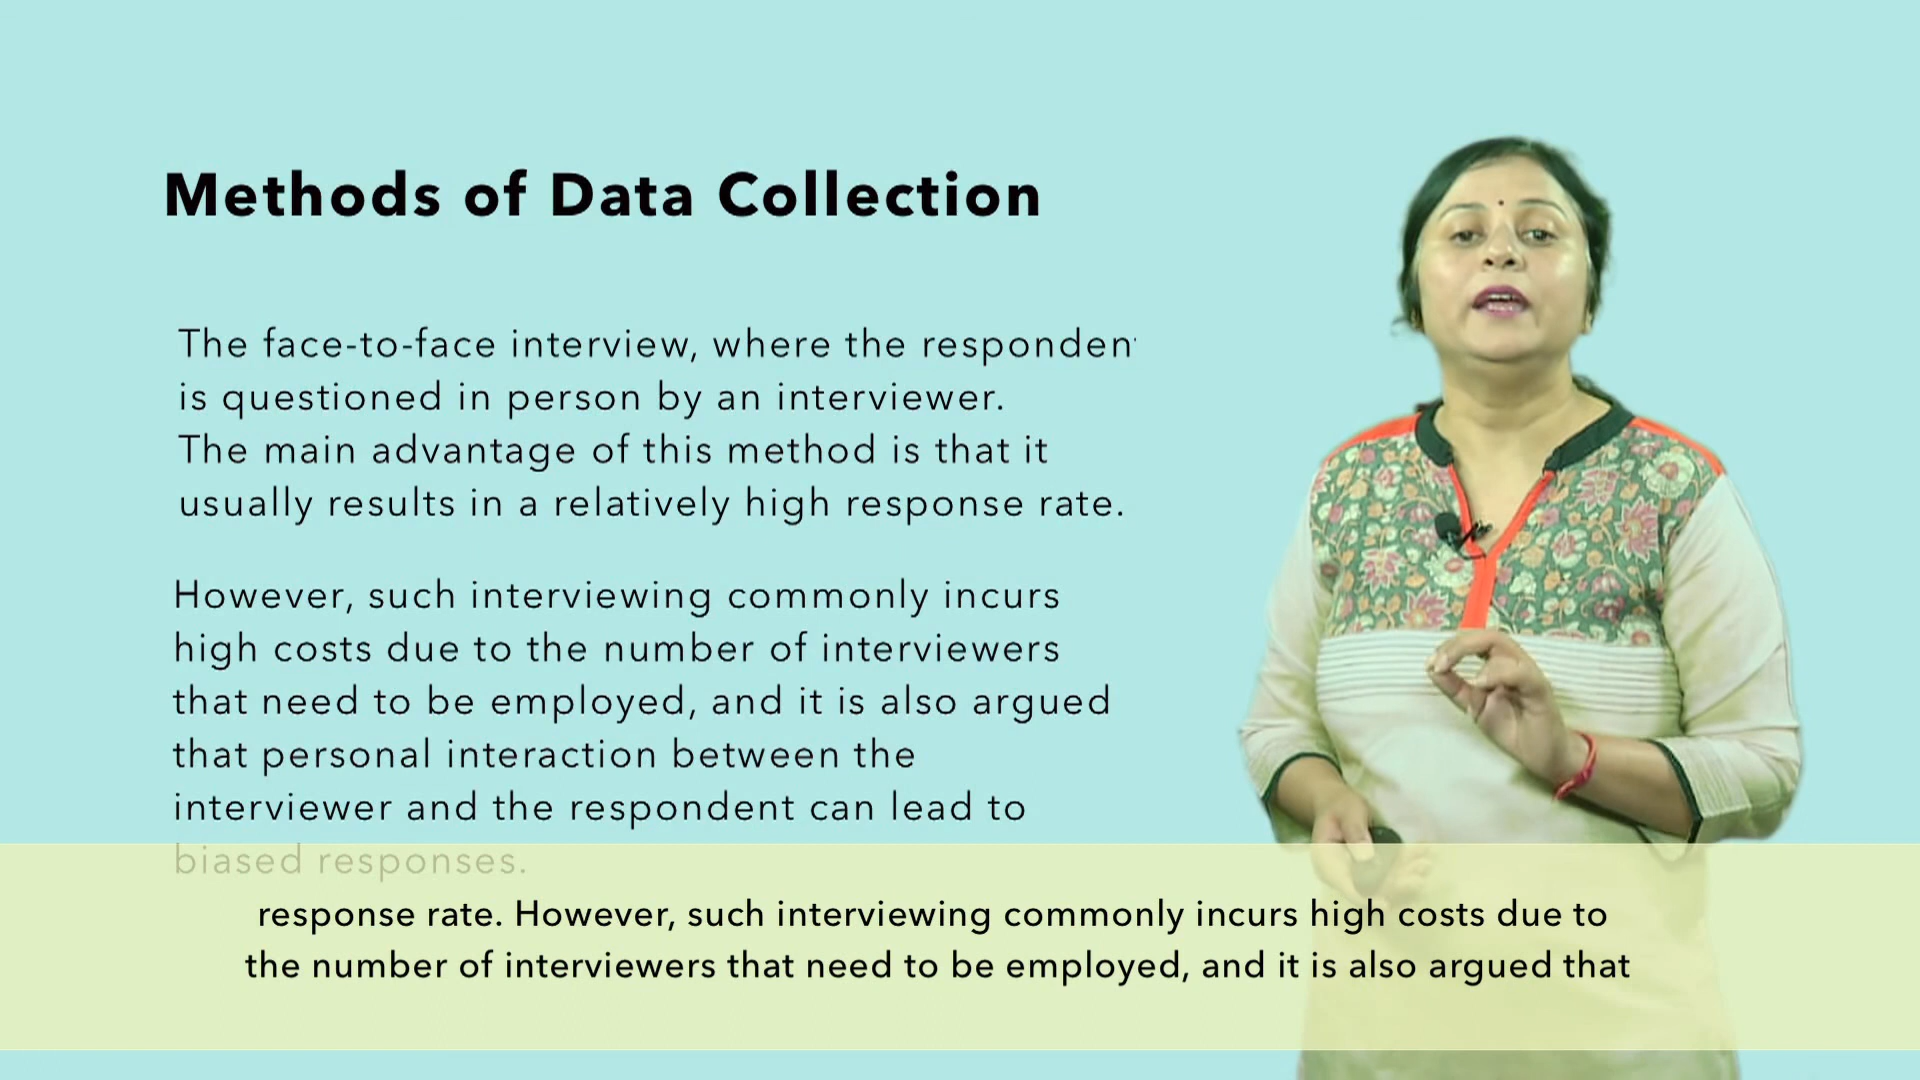 Methods of Data Collection
The face-to-face interview, where the responden
is questioned in person by an interviewer.
The main advantage of this method is that it
usually results in a relatively high response rate.
However, such interviewing commonly incurs
high costs due to the number of interviewers
that need to be employed, and it is also argued
that personal interaction between the
interviewer and the respondent can lead to
biased responses.
response rate. However, such interviewing commonly incurs high costs due to
the number of interviewers that need to be employed, and it is also argued that